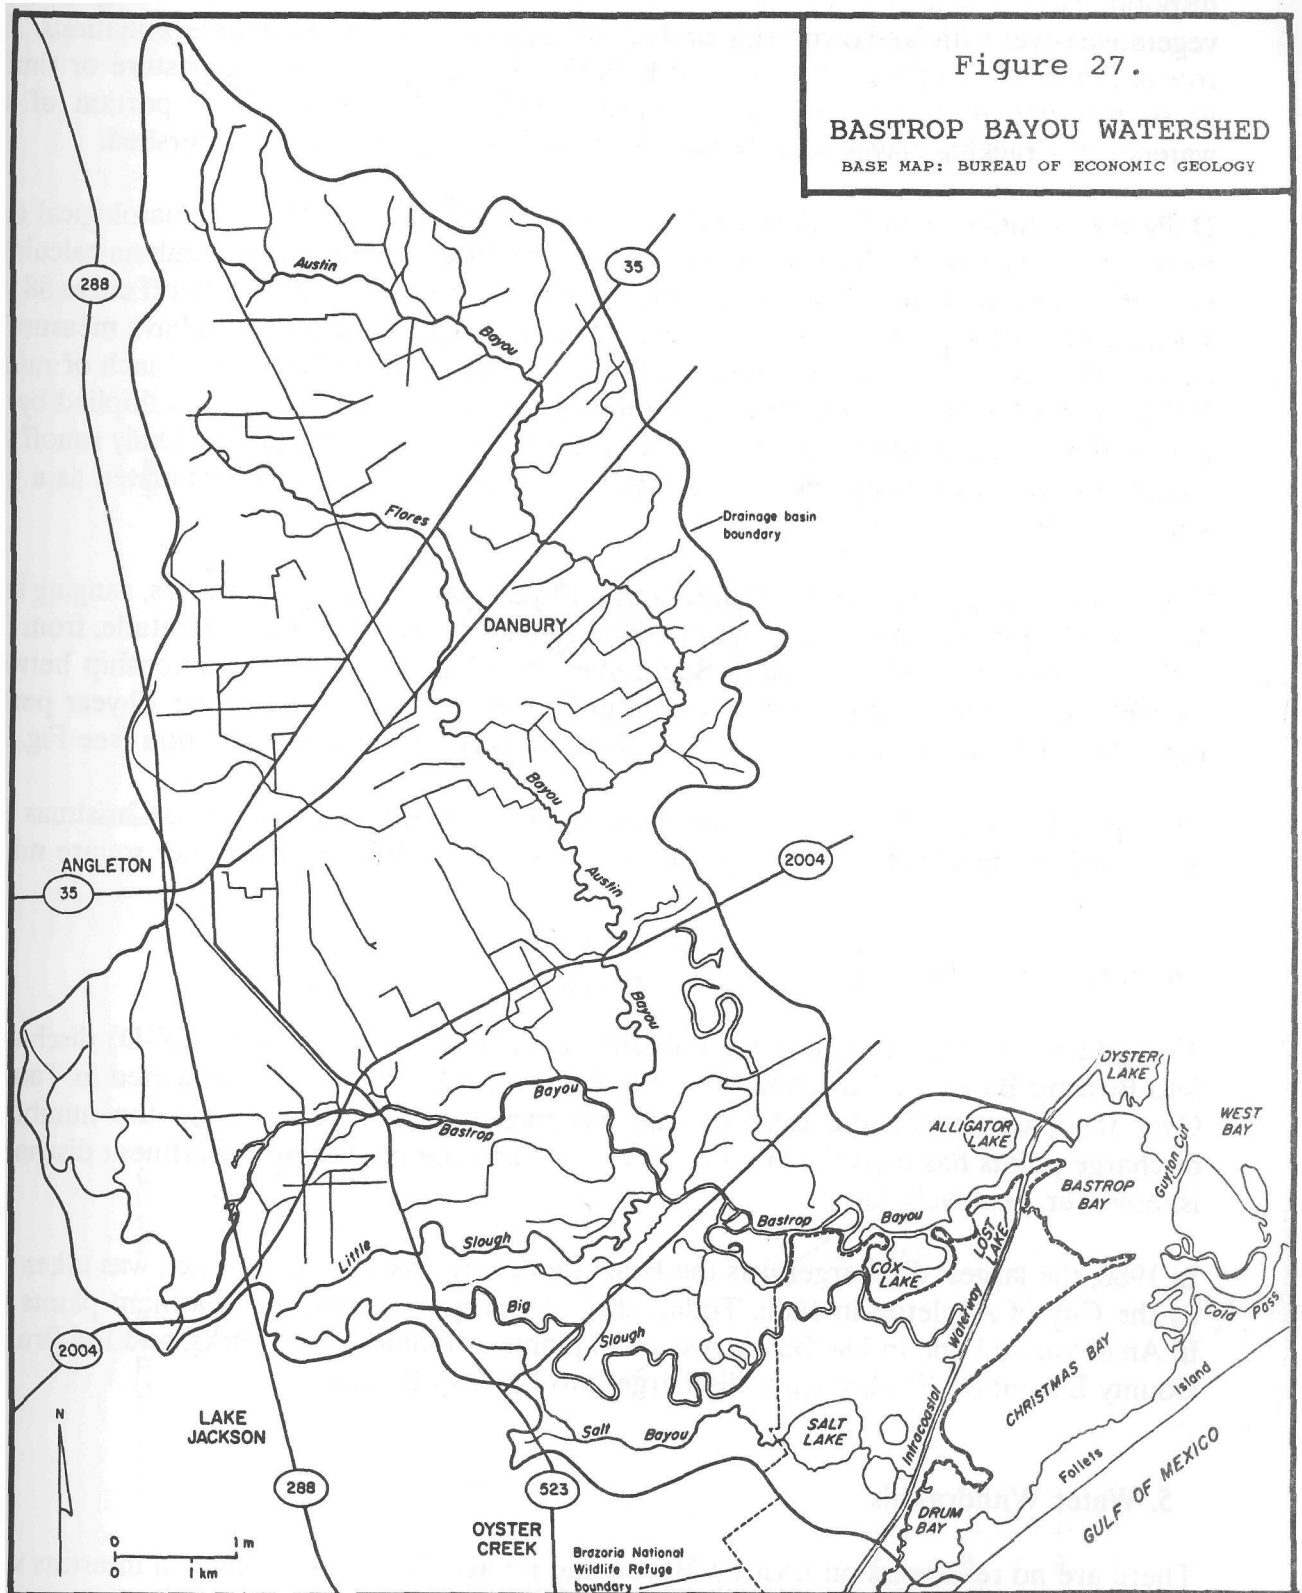 Figure 27.
BASTROP BAYOU WATERSHED
BASE MAP: BUREAU OF ECONOMIC GEOLOGY
288
35
Austin
Bayou
Flores
Drainage basin
boundary
DANBURY
Bayou
ANGLETON
35
2004
Austin
Bayou
Bayou
Bastrop
OYSTER
LAKE
ALLIGATOR
LAKE
WEST
BAY
Guyton Cut
BASTROP
BAY
Bastrop
Bayou
LOST
LAKE
COX
LAKE
Little
Slough
Big
Slough
Cold Pass
2004
Intracoastal Waterway
CHRISTMAS BAY
Follets Island
GULF OF MEXICO
N
LAKE
JACKSON
Salt Bayou
SALT
LAKE
288
523
DRUM
BAY
OYSTER
CREEK
0 1 m
0 1 km
Brazoria National
Wildlife Refuge
boundary